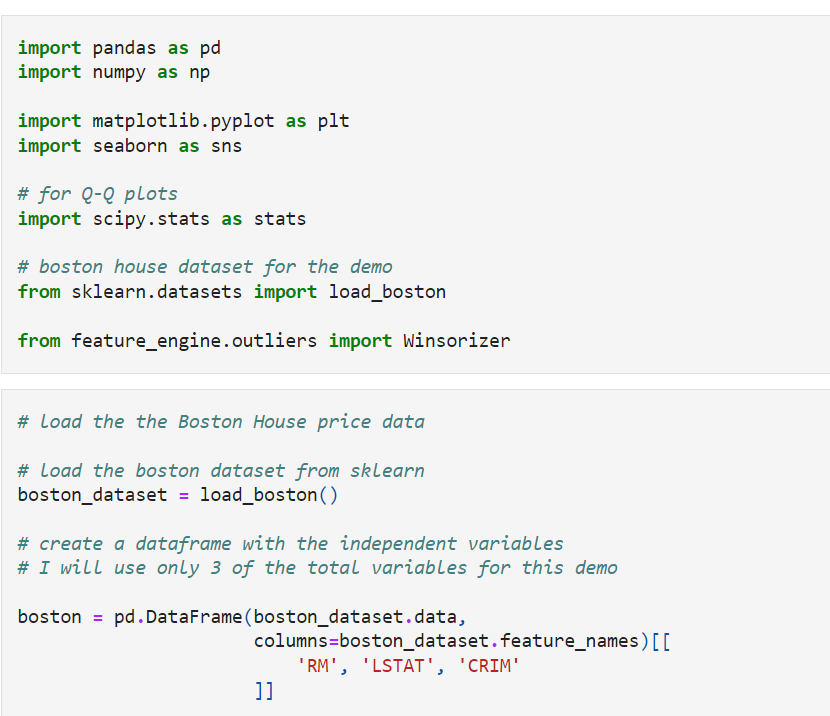 import pandas as pd
import numpy as np
import matplotlib.pyplot as plt
import seaborn as sns
# for Q-Q plots
import scipy.stats as stats
# boston house dataset for the demo
from sklearn.datasets import load_boston
from feature_engine.outliers import Winsorizer
# load the the Boston House price data
# load the boston dataset from sklearn
boston_dataset = load_boston()
# create a dataframe with the independent variables
# I will use only 3 of the total variables for this demo
boston = pd.DataFrame(boston_dataset.data,
columns=boston_dataset.feature_names)[[
'RM', 'LSTAT', 'CRIM'
]]